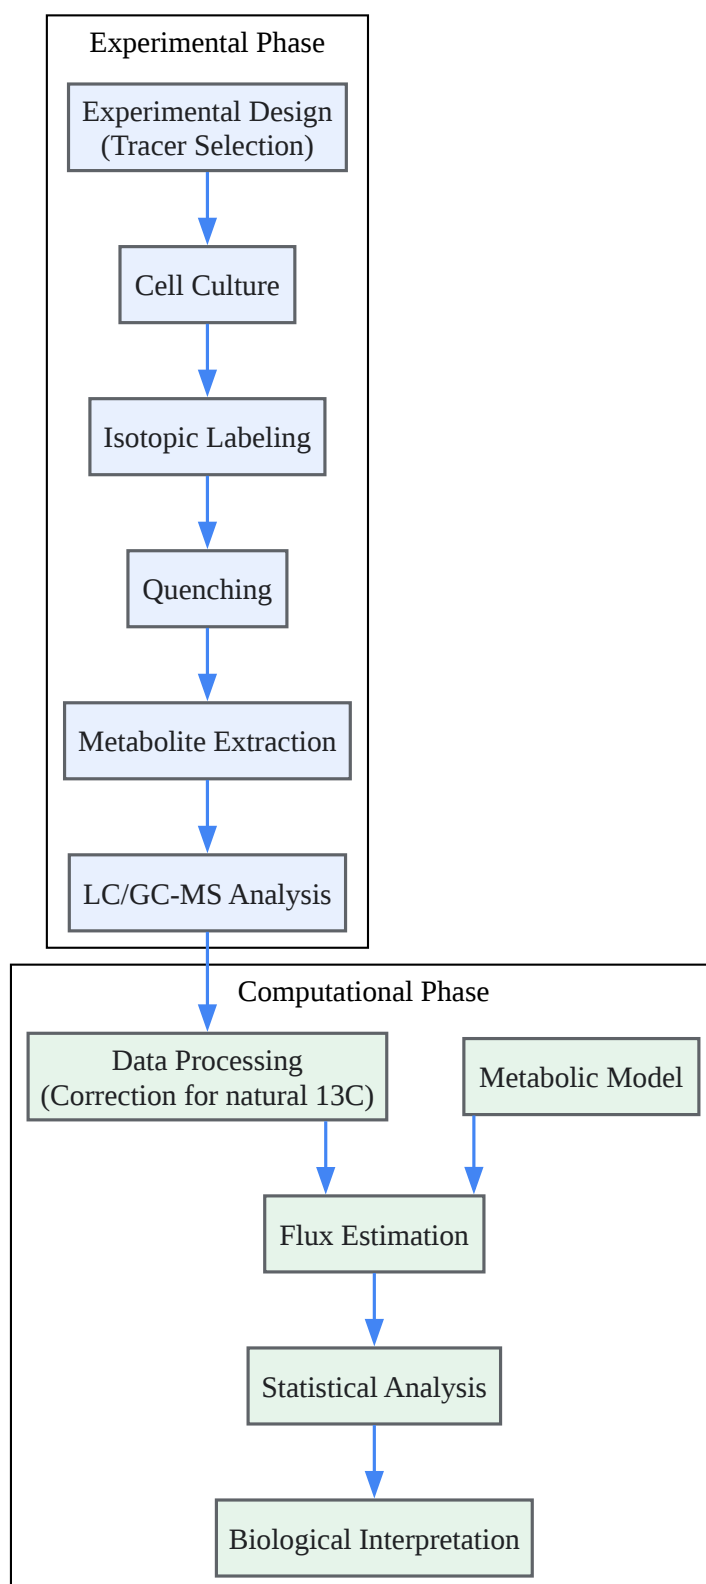 Experimental Phase
Experimental Design
(Tracer Selection)
Cell Culture
Isotopic Labeling
Quenching
Metabolite Extraction
LC/GC-MS Analysis
Computational Phase
Data Processing
(Correction for natural 13C)
Metabolic Model
Flux Estimation
Statistical Analysis
Biological Interpretation